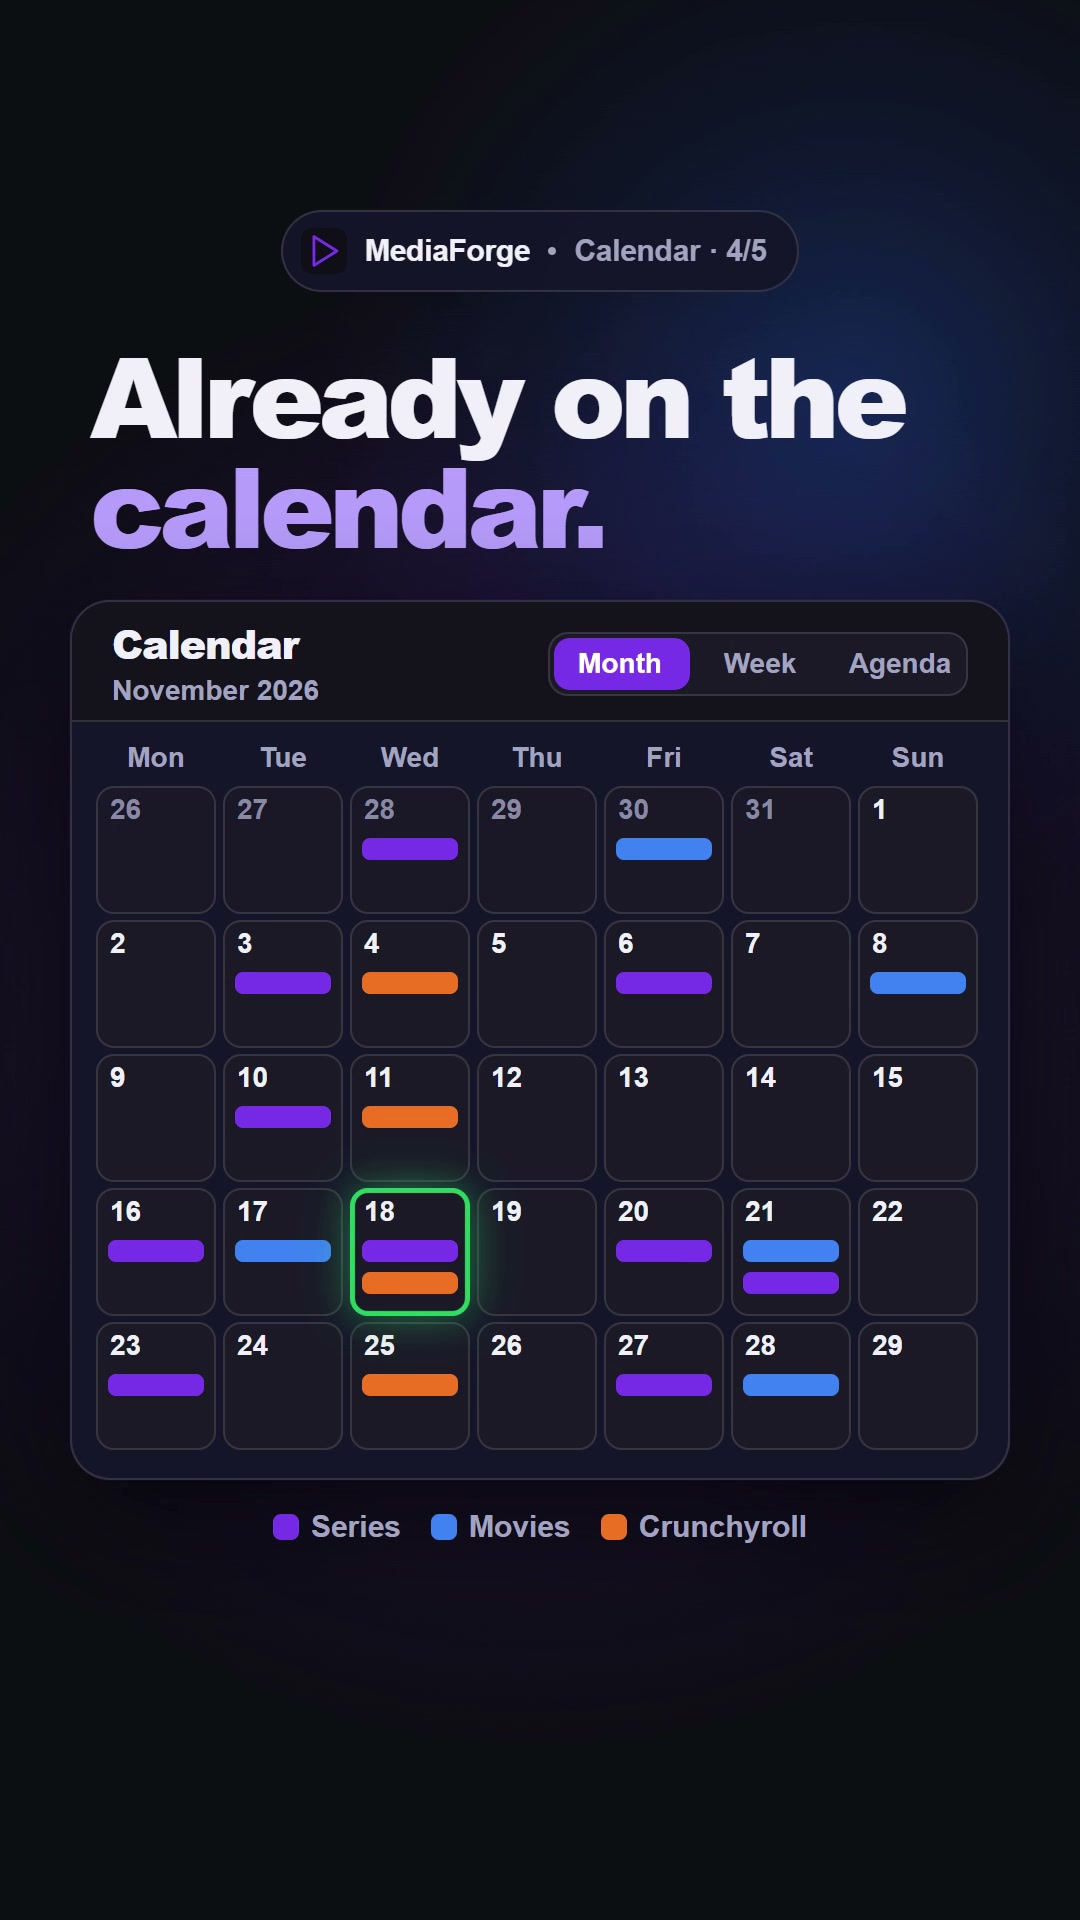 MediaForge • Calendar · 4/5
Already on the
calendar.
Calendar
November 2026
Month Week Agenda
Mon Tue Wed Thu Fri Sat Sun
26 27 28 29 30 31 1
2 3 4 5 6 7 8
9 10 11 12 13 14 15
16 17 18 19 20 21 22
23 24 25 26 27 28 29
Series Movies Crunchyroll